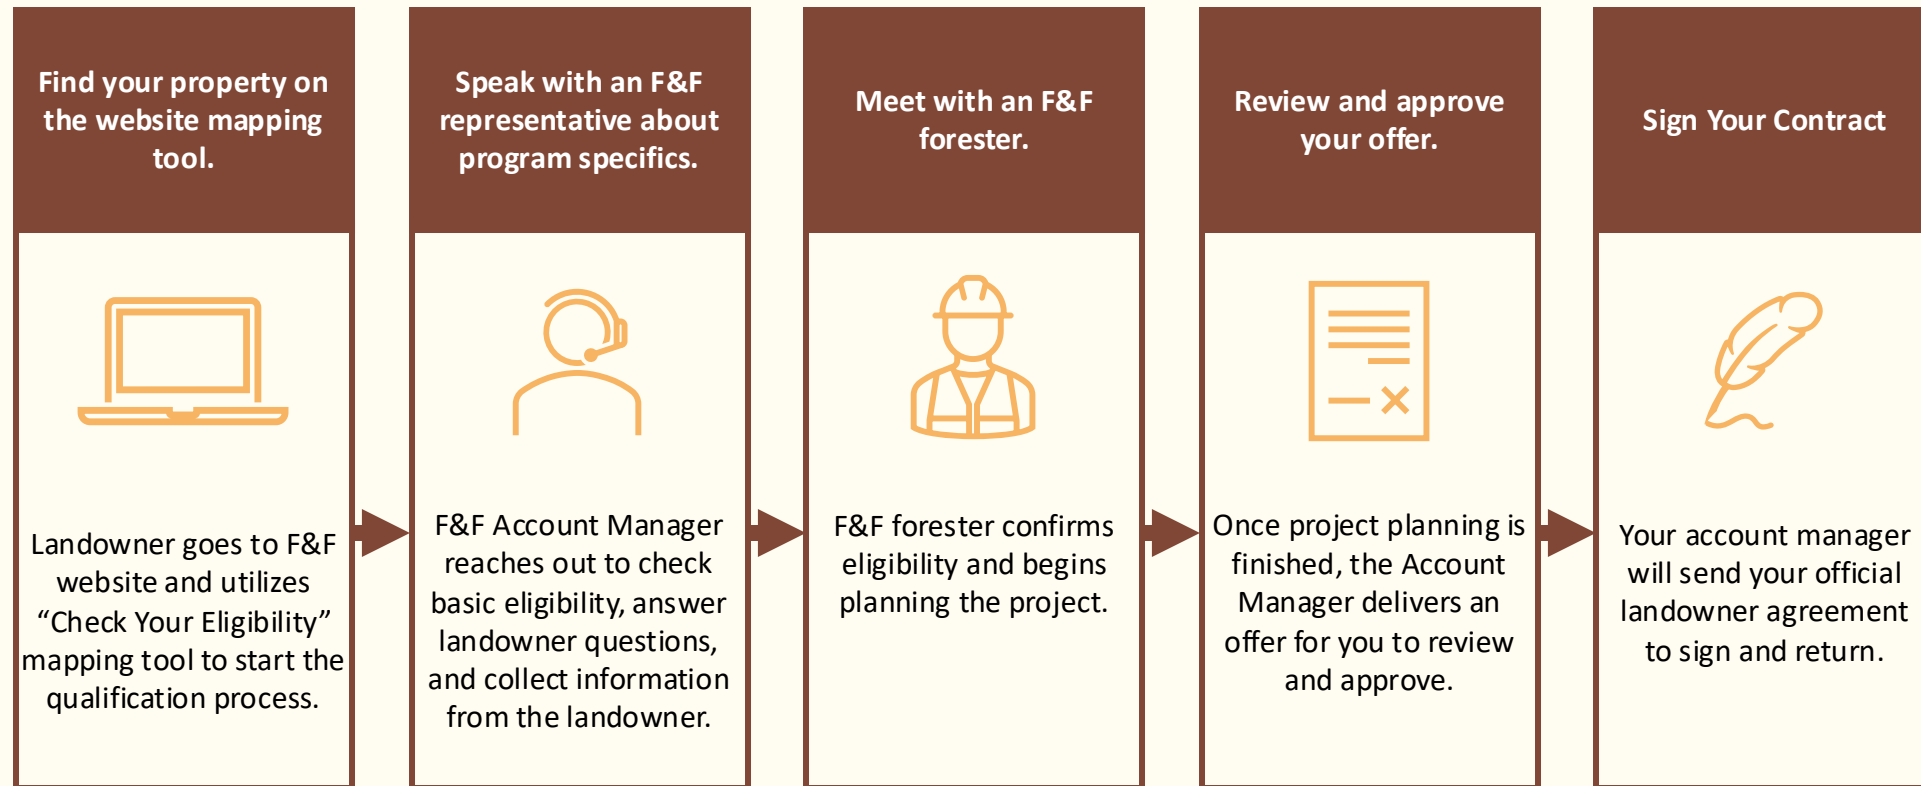 Find your property on
the website mapping
tool.
Landowner goes to F&F
website and utilizes
“Check Your Eligibility”
mapping tool to start the
qualification process.
Speak with an F&F
representative about
program specifics.
F&F Account Manager
reaches out to check
basic eligibility, answer
landowner questions,
and collect information
from the landowner.
Meet with an F&F
forester.
F&F forester confirms
eligibility and begins
planning the project.
Review and approve
your offer.
Once project planning is
finished, the Account
Manager delivers an
offer for you to review
and approve.
Sign Your Contract
Your account manager
will send your official
landowner agreement
to sign and return.